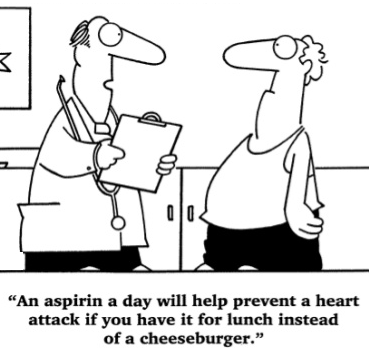 “An aspirin a day will help prevent a heart
attack if you have it for lunch instead
of a cheeseburger.”